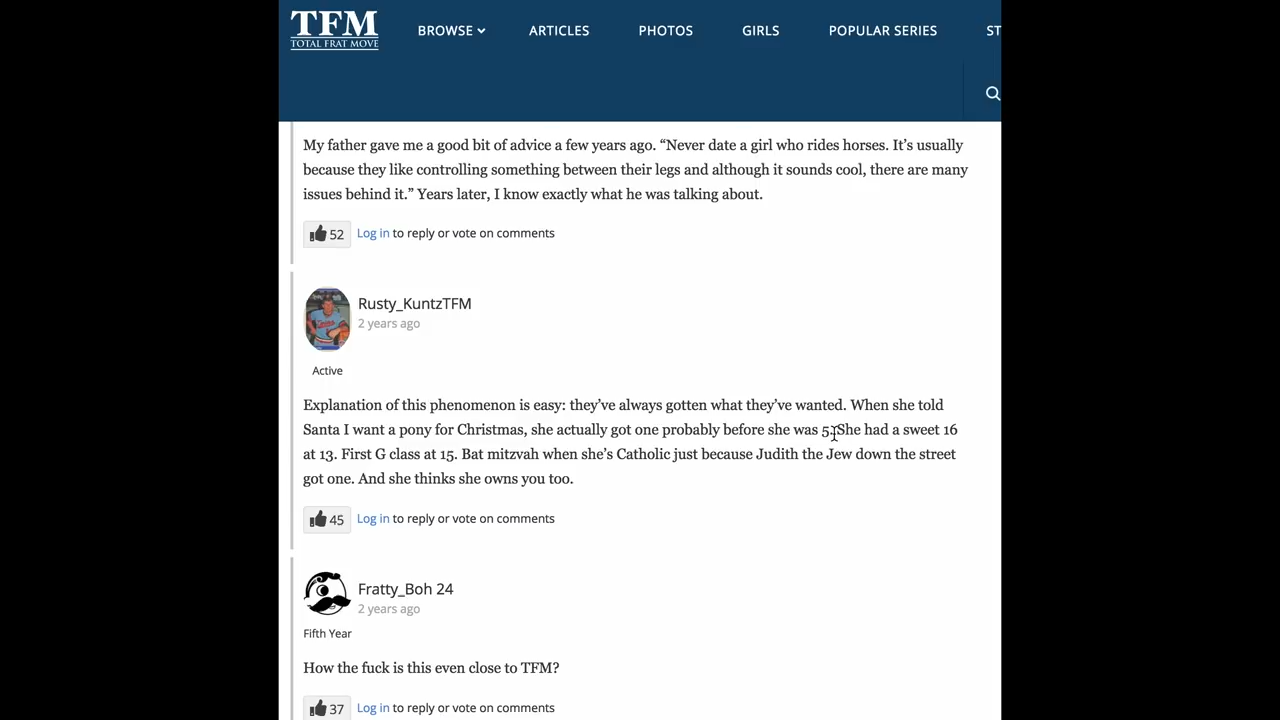 TFM
TOTAL FRAT MOVE
BROWSE
ARTICLES
PHOTOS
GIRLS
POPULAR SERIES
ST
My father gave me a good bit of advice a few years ago. “Never date a girl who rides horses. It’s usually
because they like controlling something between their legs and although it sounds cool, there are many
issues behind it.” Years later, I know exactly what he was talking about.
52
Log in to reply or vote on comments
Rusty_KuntzTFM
2 years ago
Active
Explanation of this phenomenon is easy: they’ve always gotten what they’ve wanted. When she told
Santa I want a pony for Christmas, she actually got one probably before she was 5. She had a sweet 16
at 13. First G class at 15. Bat mitzvah when she’s Catholic just because Judith the Jew down the street
got one. And she thinks she owns you too.
45
Log in to reply or vote on comments
Fratty_Boh 24
2 years ago
Fifth Year
How the fuck is this even close to TFM?
37
Log in to reply or vote on comments